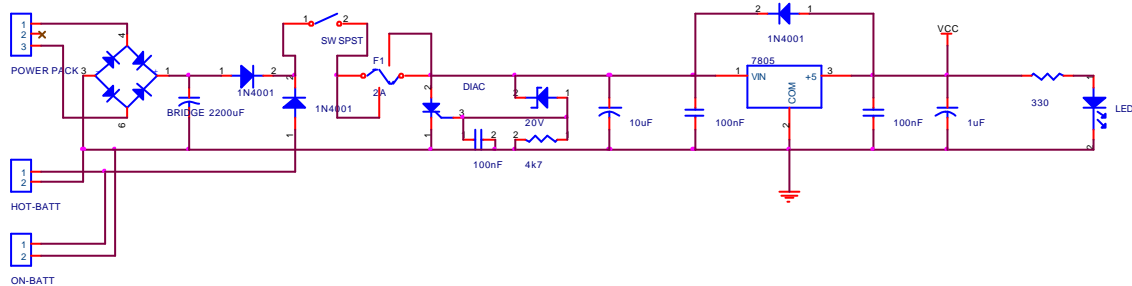 1
2
3
POWER PACK
4
3
1
6
BRIDGE
2200uF
1
2
1N4001
1
2
SW SPST
2
1N4001
1
F1
2A
2
DIAC
3
2
1
20V
2
100nF
2
1
4k7
10uF
100nF
2
1
1N4001
7805
1
VIN
+5
3
COM
2
100nF
VCC
1uF
330
1
LED
2
1
2
HOT-BATT
1
2
ON-BATT